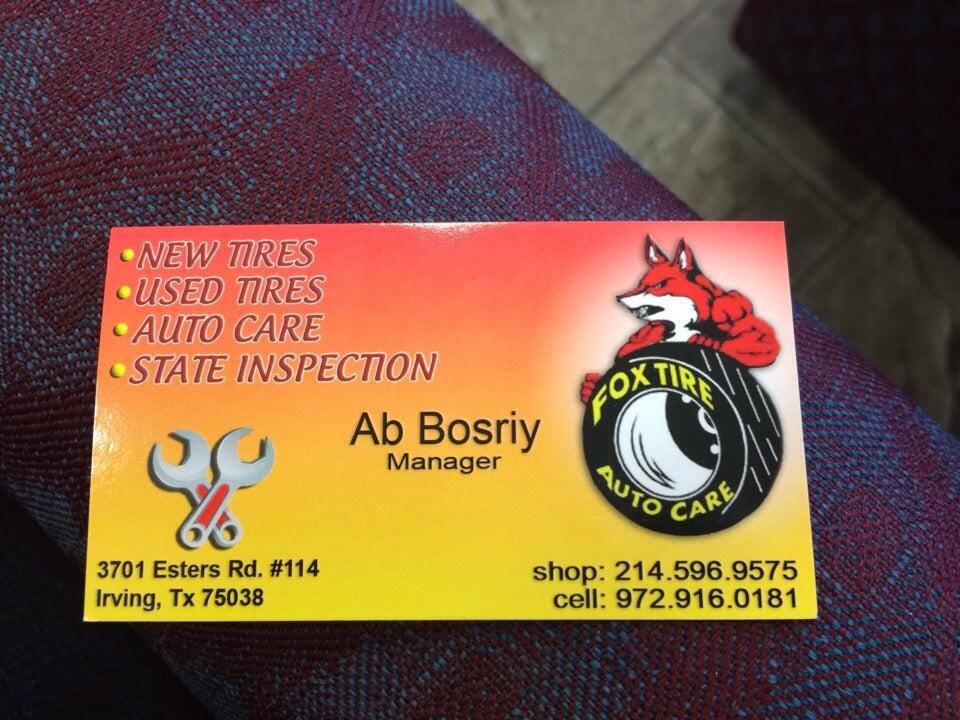 •NEW TIRES
•USED TIRES
•AUTO CARE
•STATE INSPECTION
Ab Bosriy
Manager
FOX TIRE
AUTO CARE
3701 Esters Rd. #114
Irving, Tx 75038
shop: 214.596.9575
cell: 972.916.0181